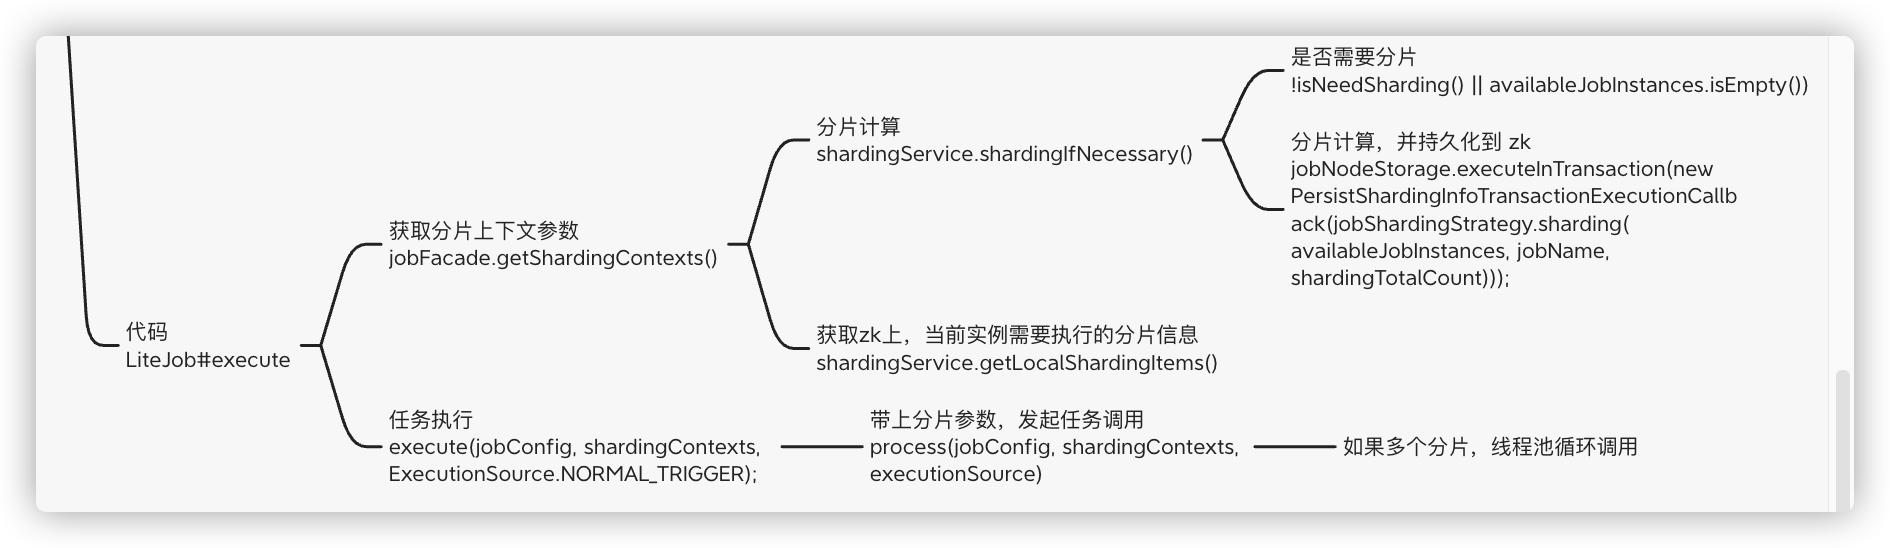 是否需要分片
!isNeedSharding() || availableJobInstances.isEmpty())
分片计算
shardingService.shardingIfNecessary()
分片计算，并持久化到 zk
jobNodeStorage.executeInTransaction(new
PersistShardingInfoTransactionExecutionCallb
ack(jobShardingStrategy.sharding(
availableJobInstances, jobName,
shardingTotalCount)));
获取分片上下文参数
jobFacade.getShardingContexts()
获取zk上，当前实例需要执行的分片信息
shardingService.getLocalShardingItems()
代码
LiteJob#execute
任务执行
execute(jobConfig, shardingContexts,
ExecutionSource.NORMAL_TRIGGER);
带上分片参数，发起任务调用
process(jobConfig, shardingContexts,
executionSource)
如果多个分片，线程池循环调用